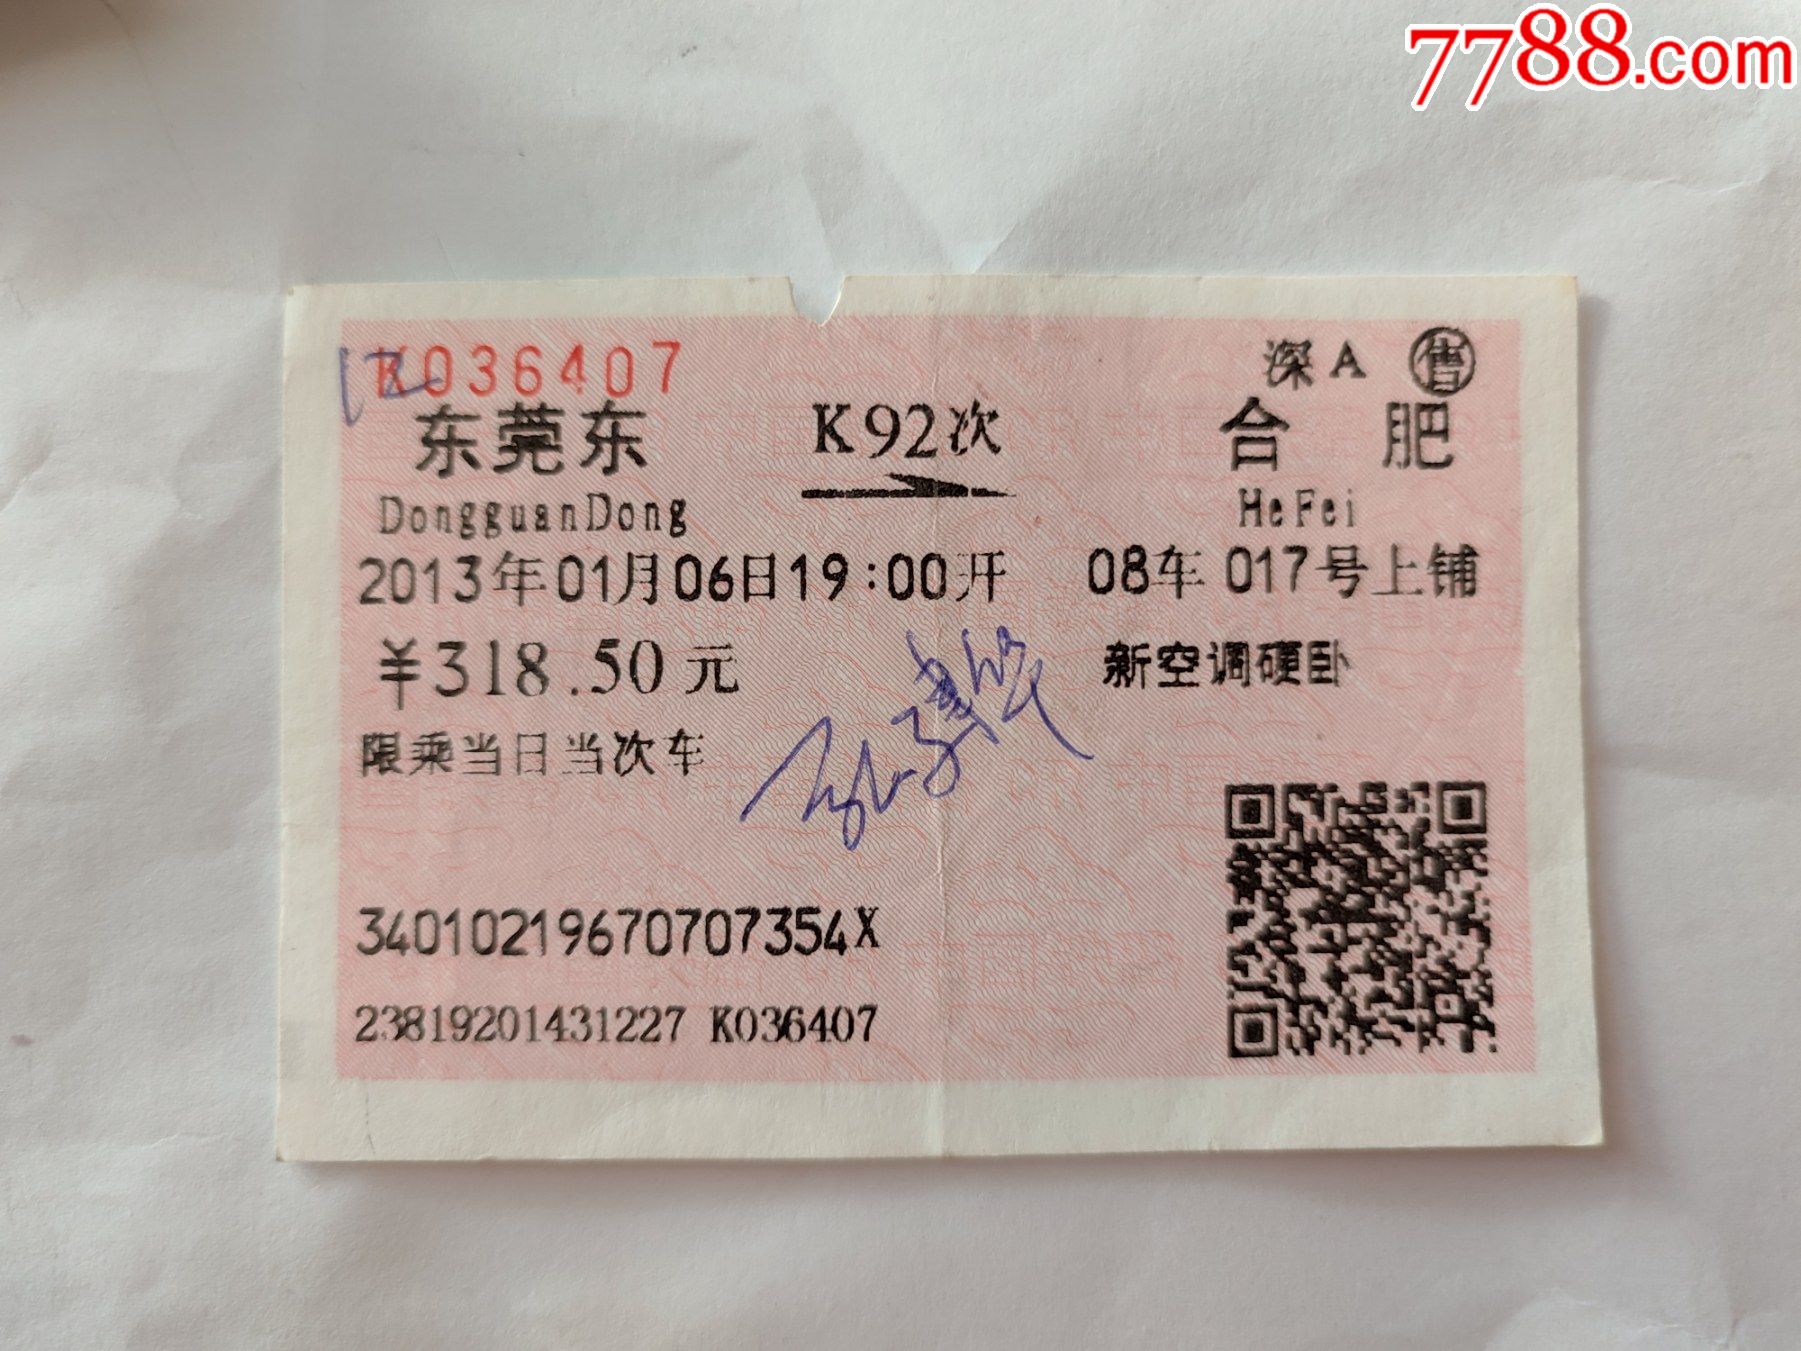 7788.com
K036407
深A 售
东莞东 K92次 合肥
DongguanDong HeFei
2013年01月06日19:00开 08车017号上铺
¥318.50元 新空调硬卧
限乘当日当次车
34010219670707354X
23819201431227 K036407